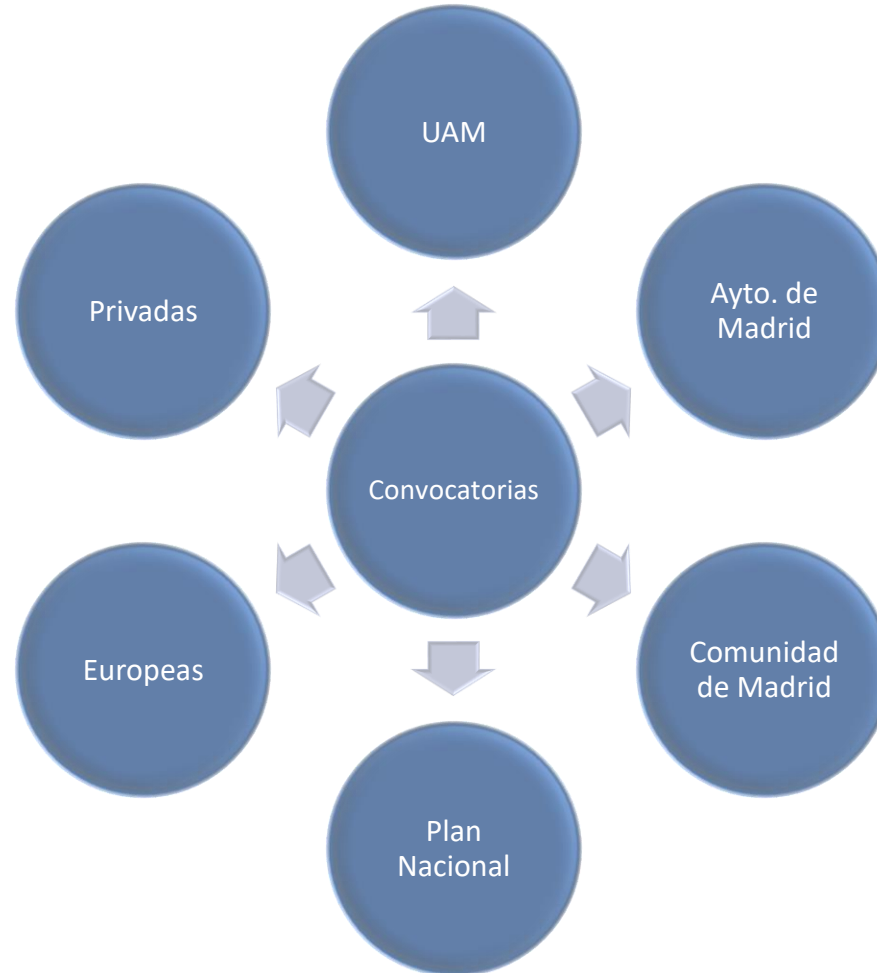 UAM
Privadas
Ayto. de
Madrid
Convocatorias
Europeas
Comunidad
de Madrid
Plan
Nacional